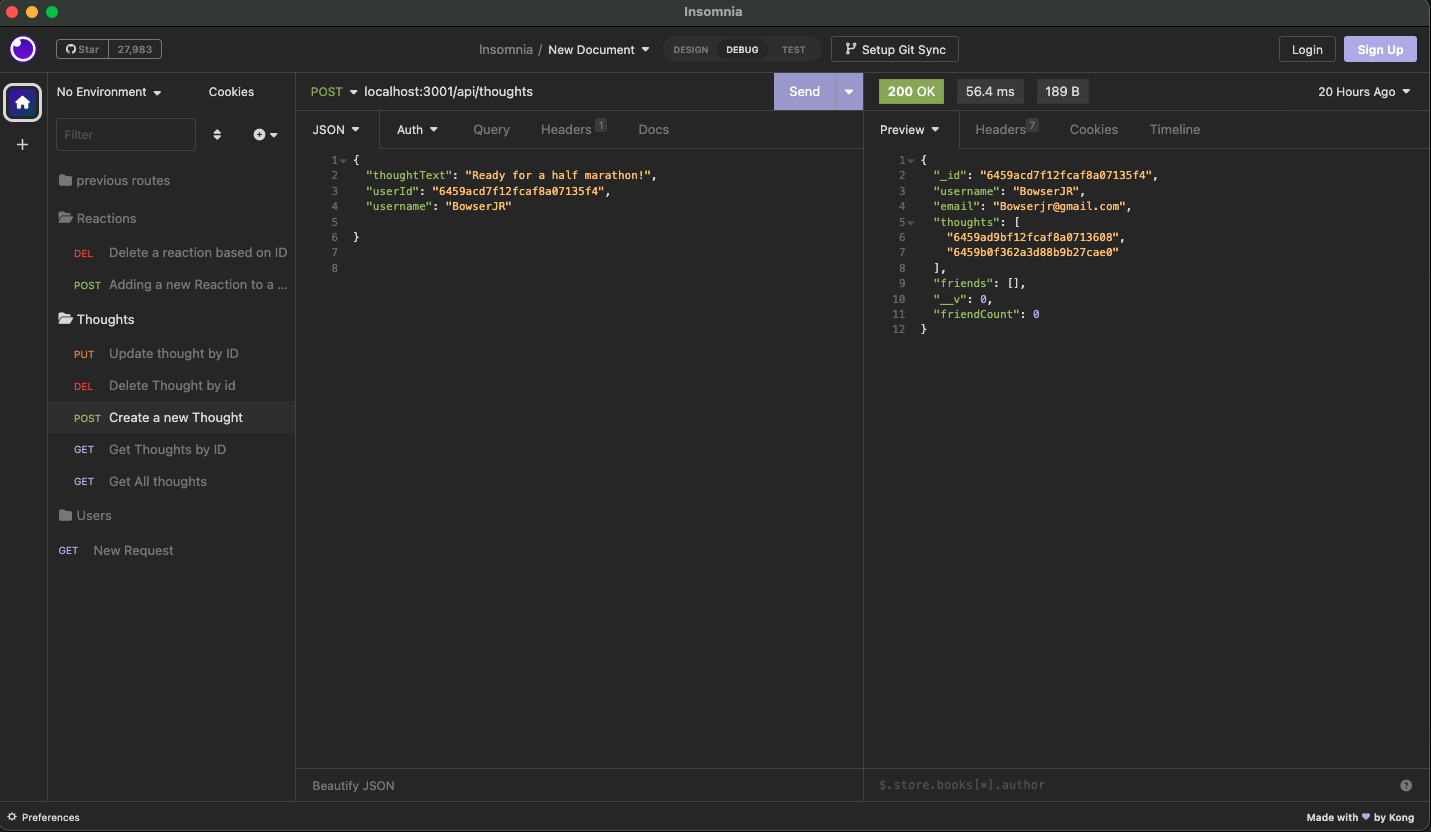 Insomnia
Star 27,983
Insomnia / New Document
DESIGN DEBUG TEST
Setup Git Sync
Login
Sign Up
No Environment
Cookies
Filter
previous routes
Reactions
DEL Delete a reaction based on ID
POST Adding a new Reaction to a ...
Thoughts
PUT Update thought by ID
DEL Delete Thought by id
POST Create a new Thought
GET Get Thoughts by ID
GET Get All thoughts
Users
GET New Request
POST localhost:3001/api/thoughts
Send
JSON Auth Query Headers 1 Docs
1 {
2 "thoughtText": "Ready for a half marathon!",
3 "userId": "6459acd7f12fcaf8a07135f4",
4 "username": "BowserJR"
5
6 }
7
8
Beautify JSON
200 OK 56.4 ms 189 B 20 Hours Ago
Preview Headers 7 Cookies Timeline
1 {
2 "_id": "6459acd7f12fcaf8a07135f4",
3 "username": "BowserJR",
4 "email": "Bowserjr@gmail.com",
5 "thoughts": [
6 "6459ad9bf12fcaf8a0713608",
7 "6459b0f362a3d88b9b27cae0"
8 ],
9 "friends": [],
10 "__v": 0,
11 "friendCount": 0
12 }
$.store.books[*].author
?
Preferences
Made with ❤ by Kong